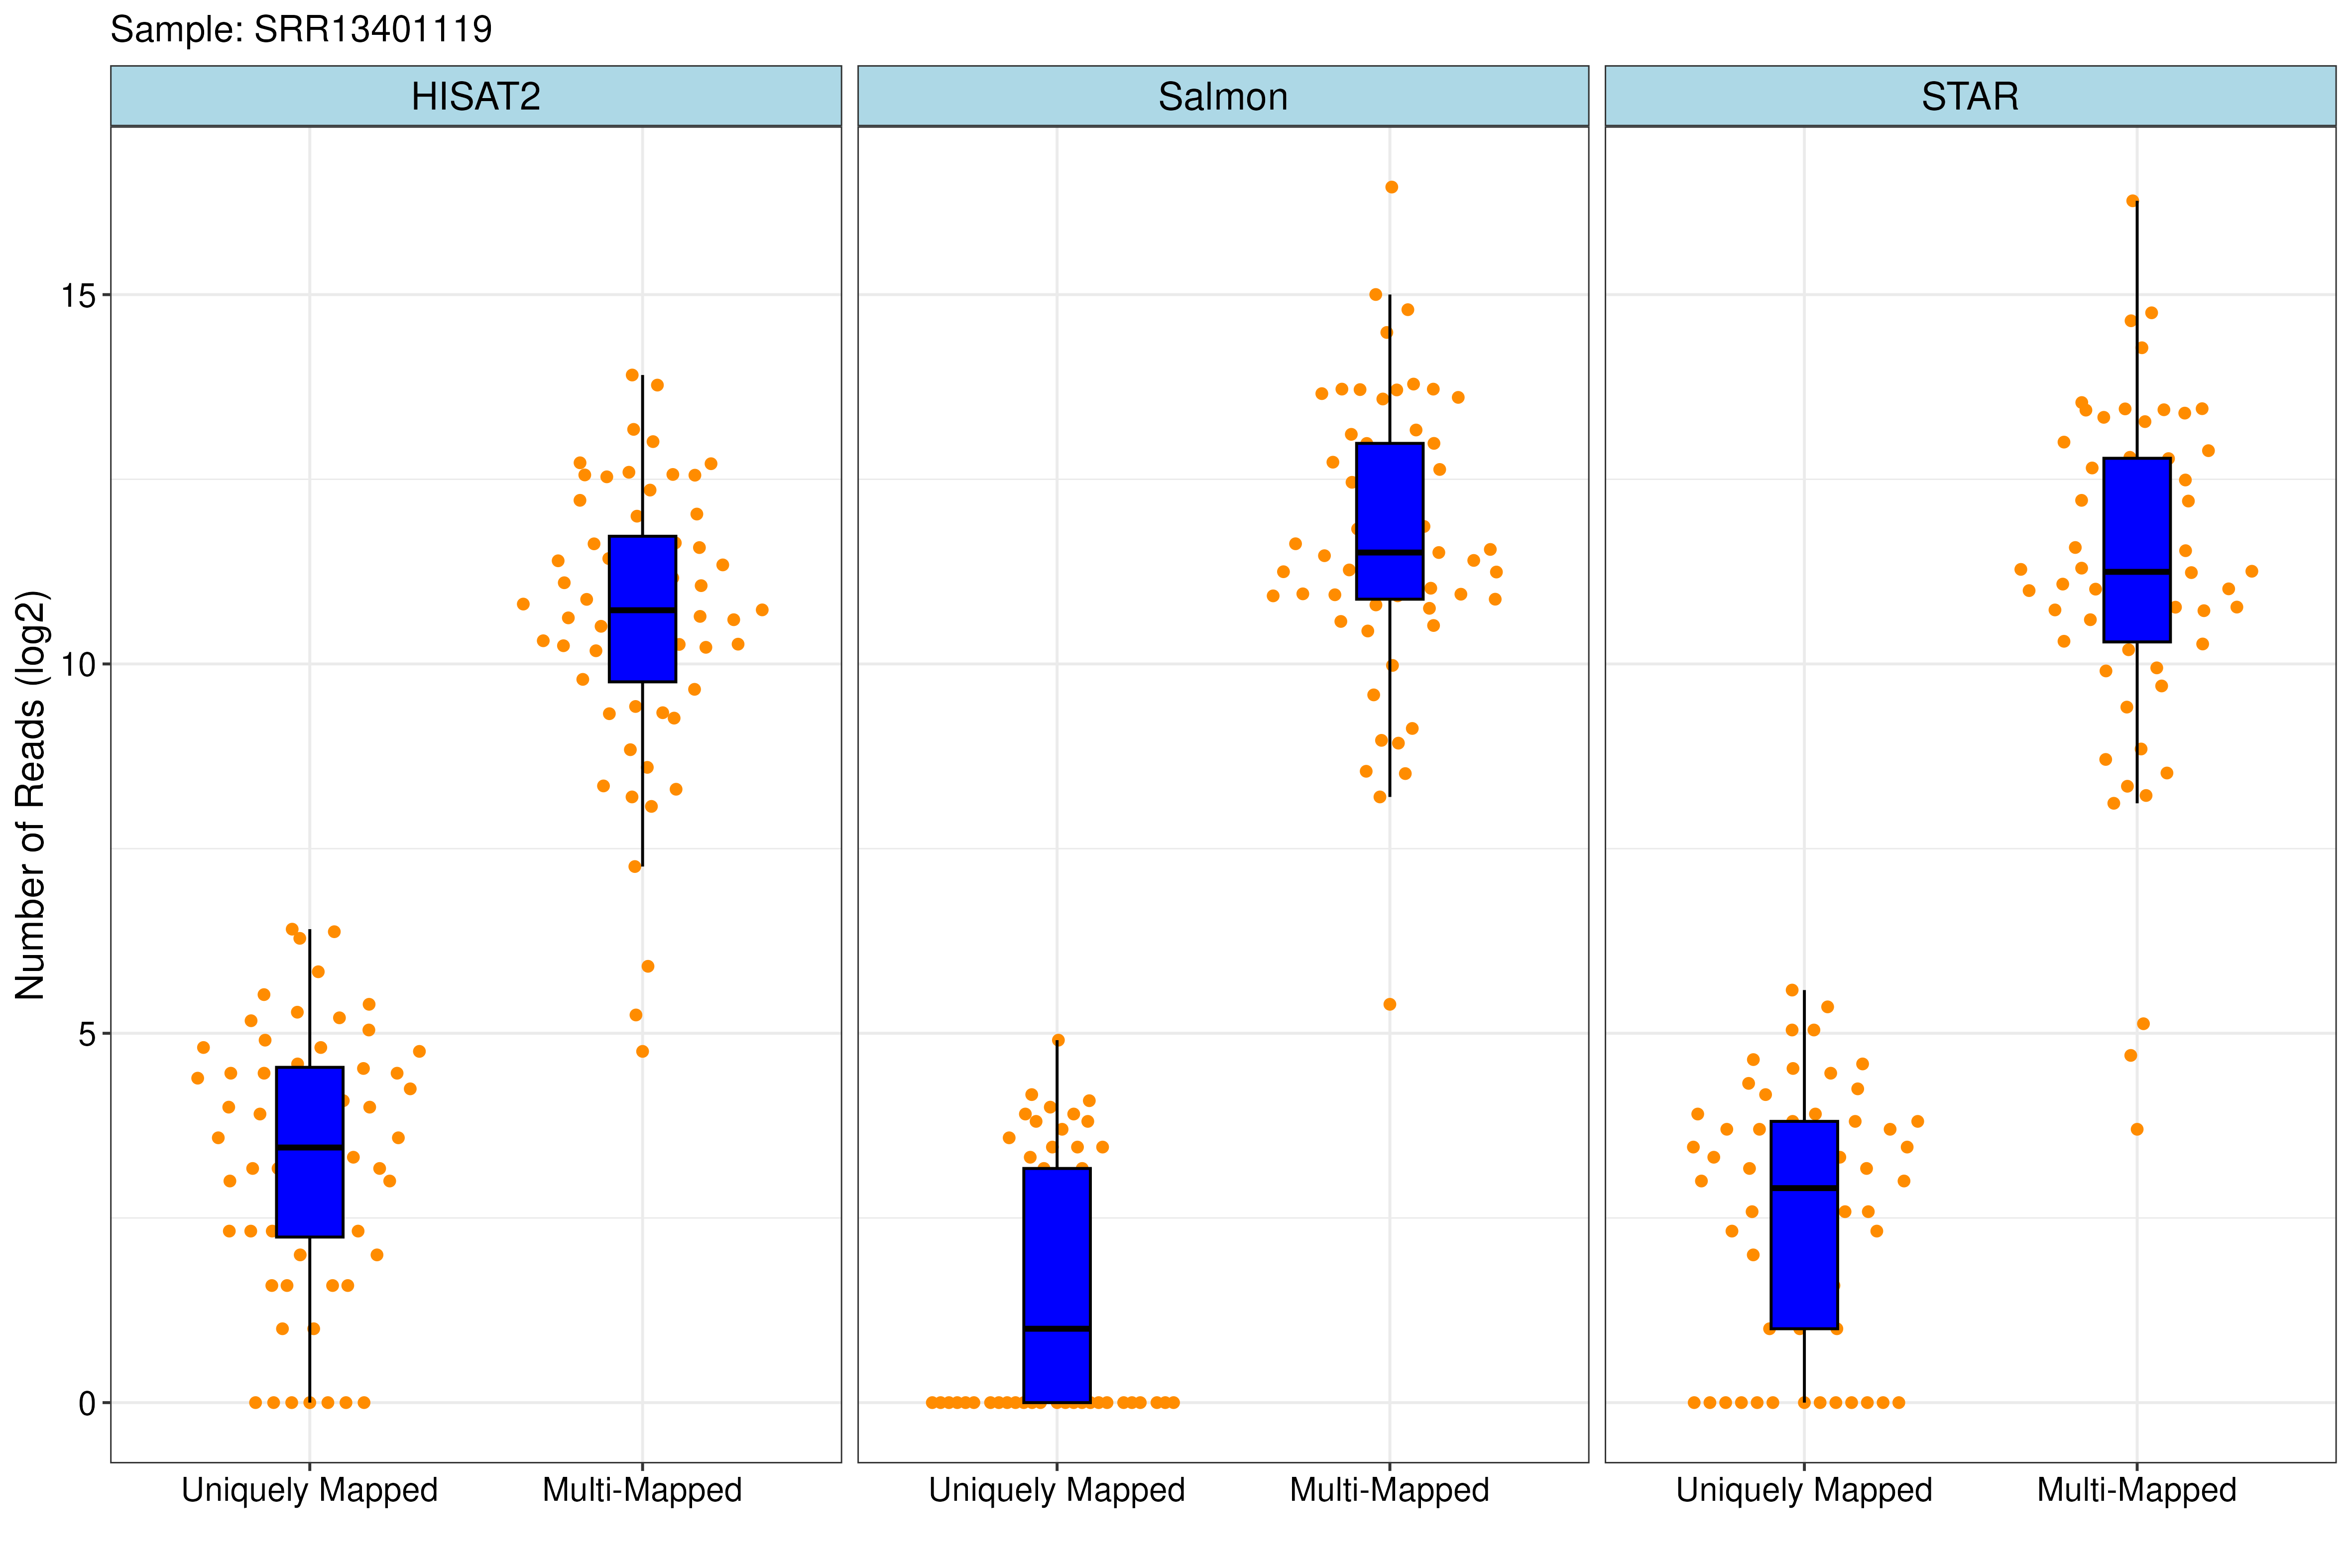 Sample: SRR13401119
HISAT2
Salmon
STAR
Number of Reads (log2)
15
10
5
0
Uniquely Mapped
Multi-Mapped
Uniquely Mapped
Multi-Mapped
Uniquely Mapped
Multi-Mapped